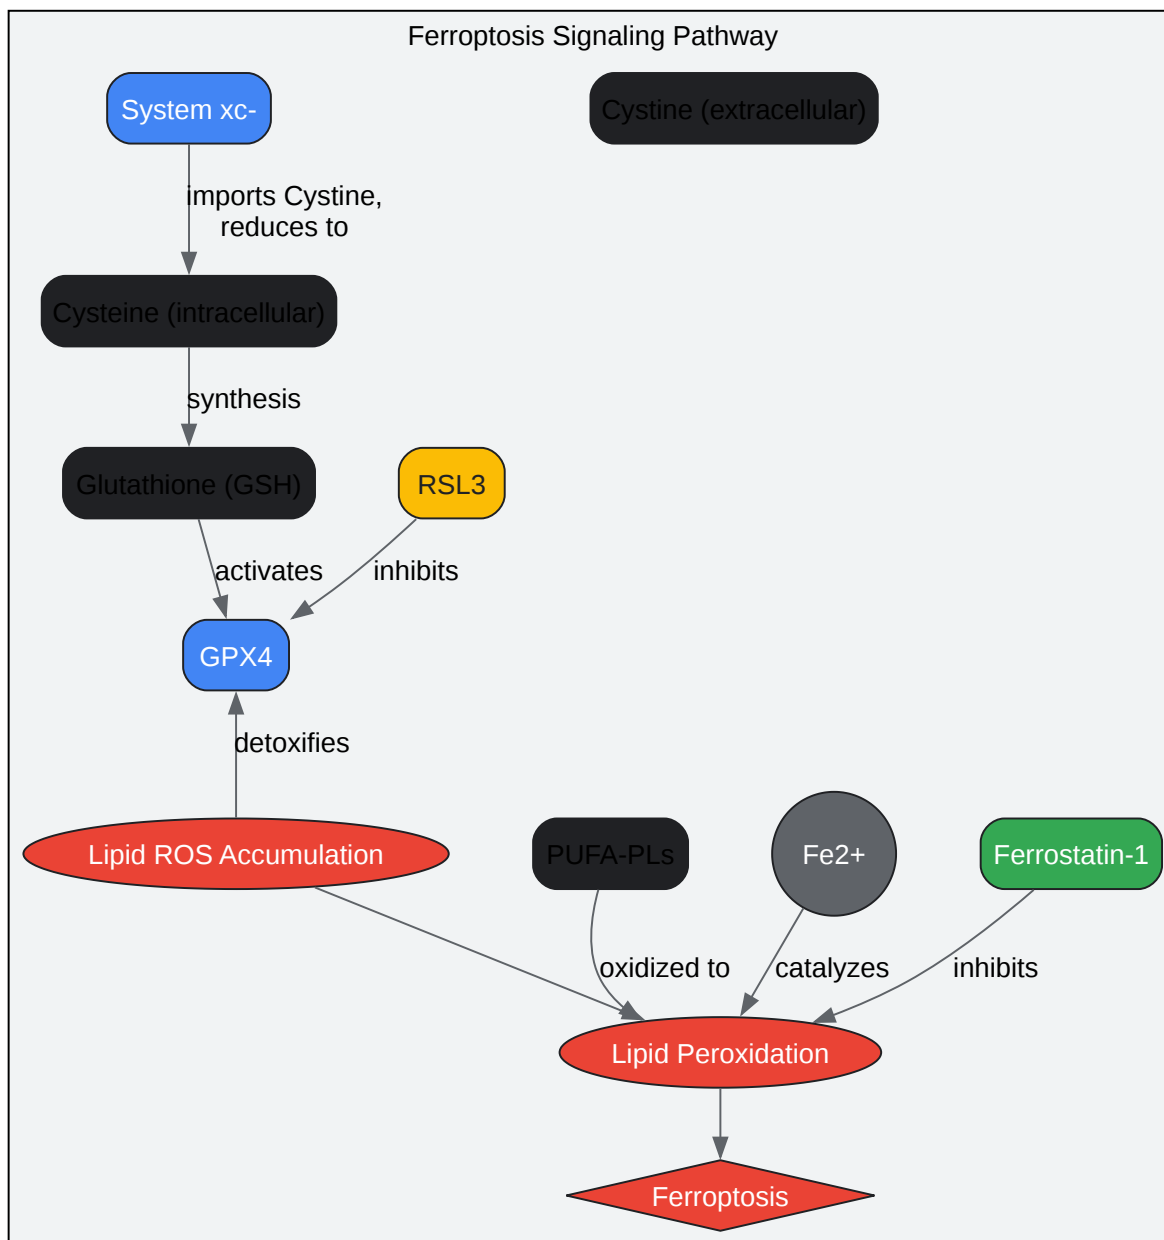 Ferroptosis Signaling Pathway
System xc-
Cystine (extracellular)
imports Cystine,
reduces to
Cysteine (intracellular)
synthesis
Glutathione (GSH)
RSL3
activates
inhibits
GPX4
detoxifies
Lipid ROS Accumulation
PUFA-PLs
Fe2+
Ferrostatin-1
oxidized to
catalyzes
inhibits
Lipid Peroxidation
Ferroptosis